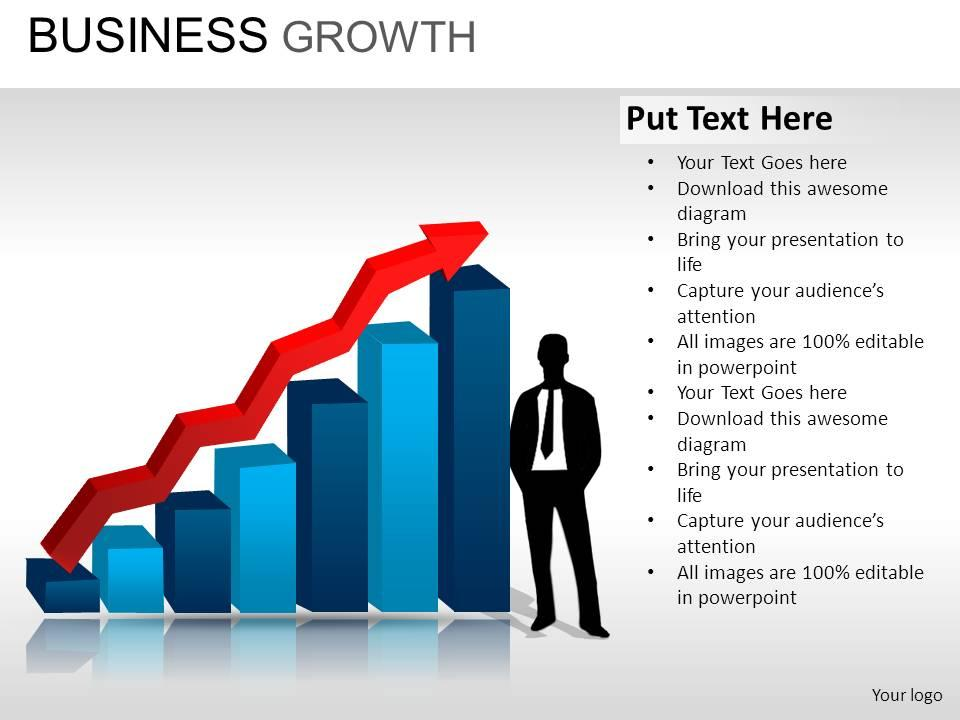 BUSINESS GROWTH
Put Text Here
• Your Text Goes here
• Download this awesome
diagram
• Bring your presentation to
life
• Capture your audience’s
attention
• All images are 100% editable
in powerpoint
• Your Text Goes here
• Download this awesome
diagram
• Bring your presentation to
life
• Capture your audience’s
attention
• All images are 100% editable
in powerpoint
Your logo